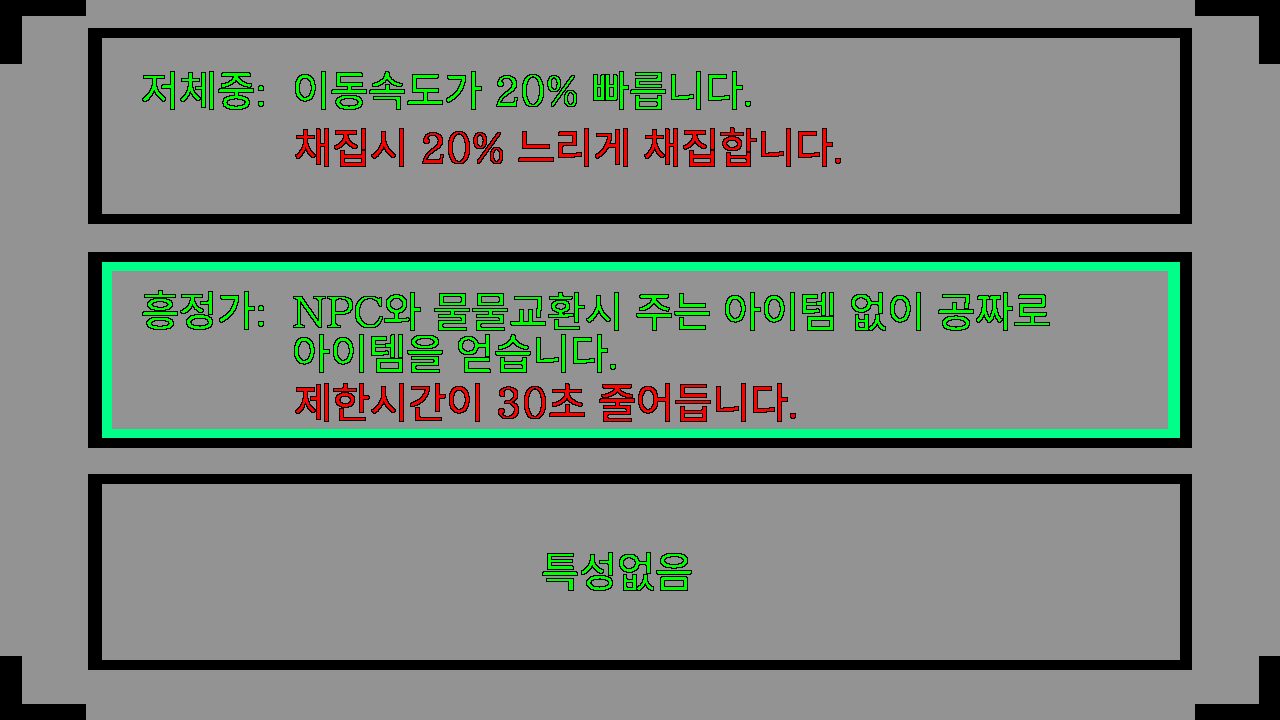 저체중: 이동속도가 20% 빠릅니다.
채집시 20% 느리게 채집합니다.
흥정가: NPC와 물물교환시 주는 아이템 없이 공짜로
아이템을 얻습니다.
제한시간이 30초 줄어듭니다.
특성없음